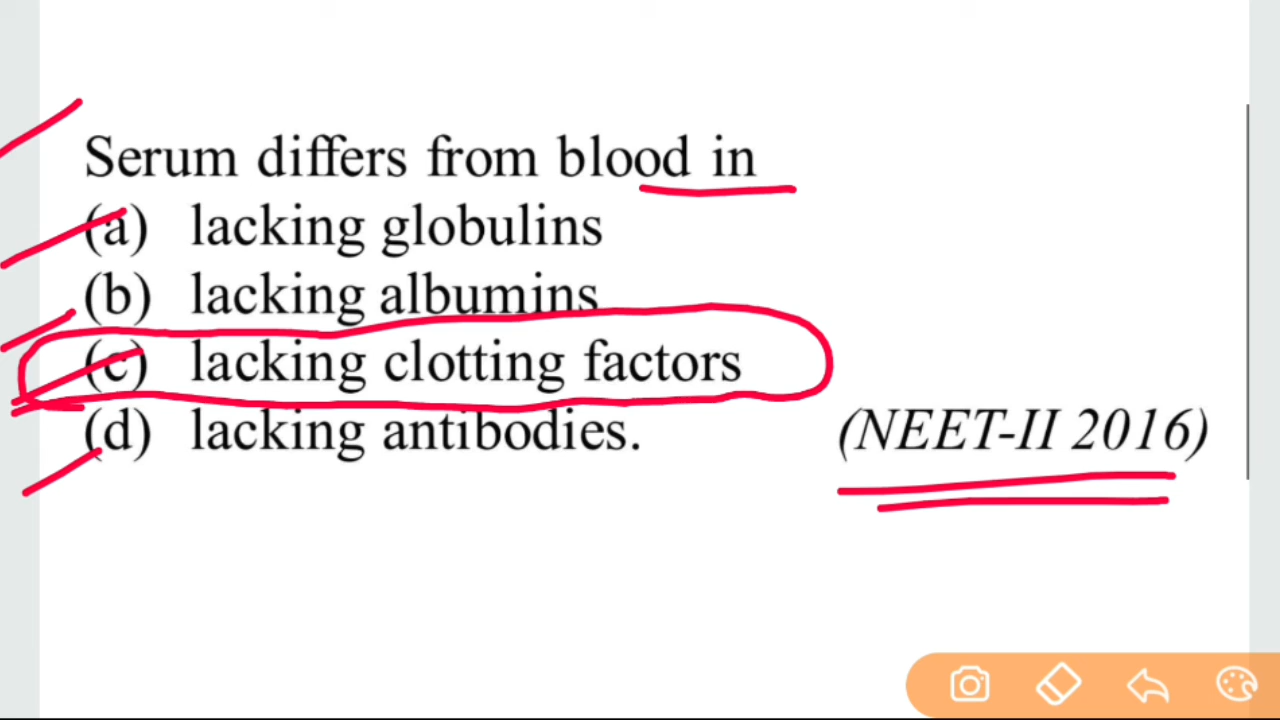 Serum differs from blood in
(a) lacking globulins
(b) lacking albumins
(c) lacking clotting factors
(d) lacking antibodies. (NEET-II 2016)